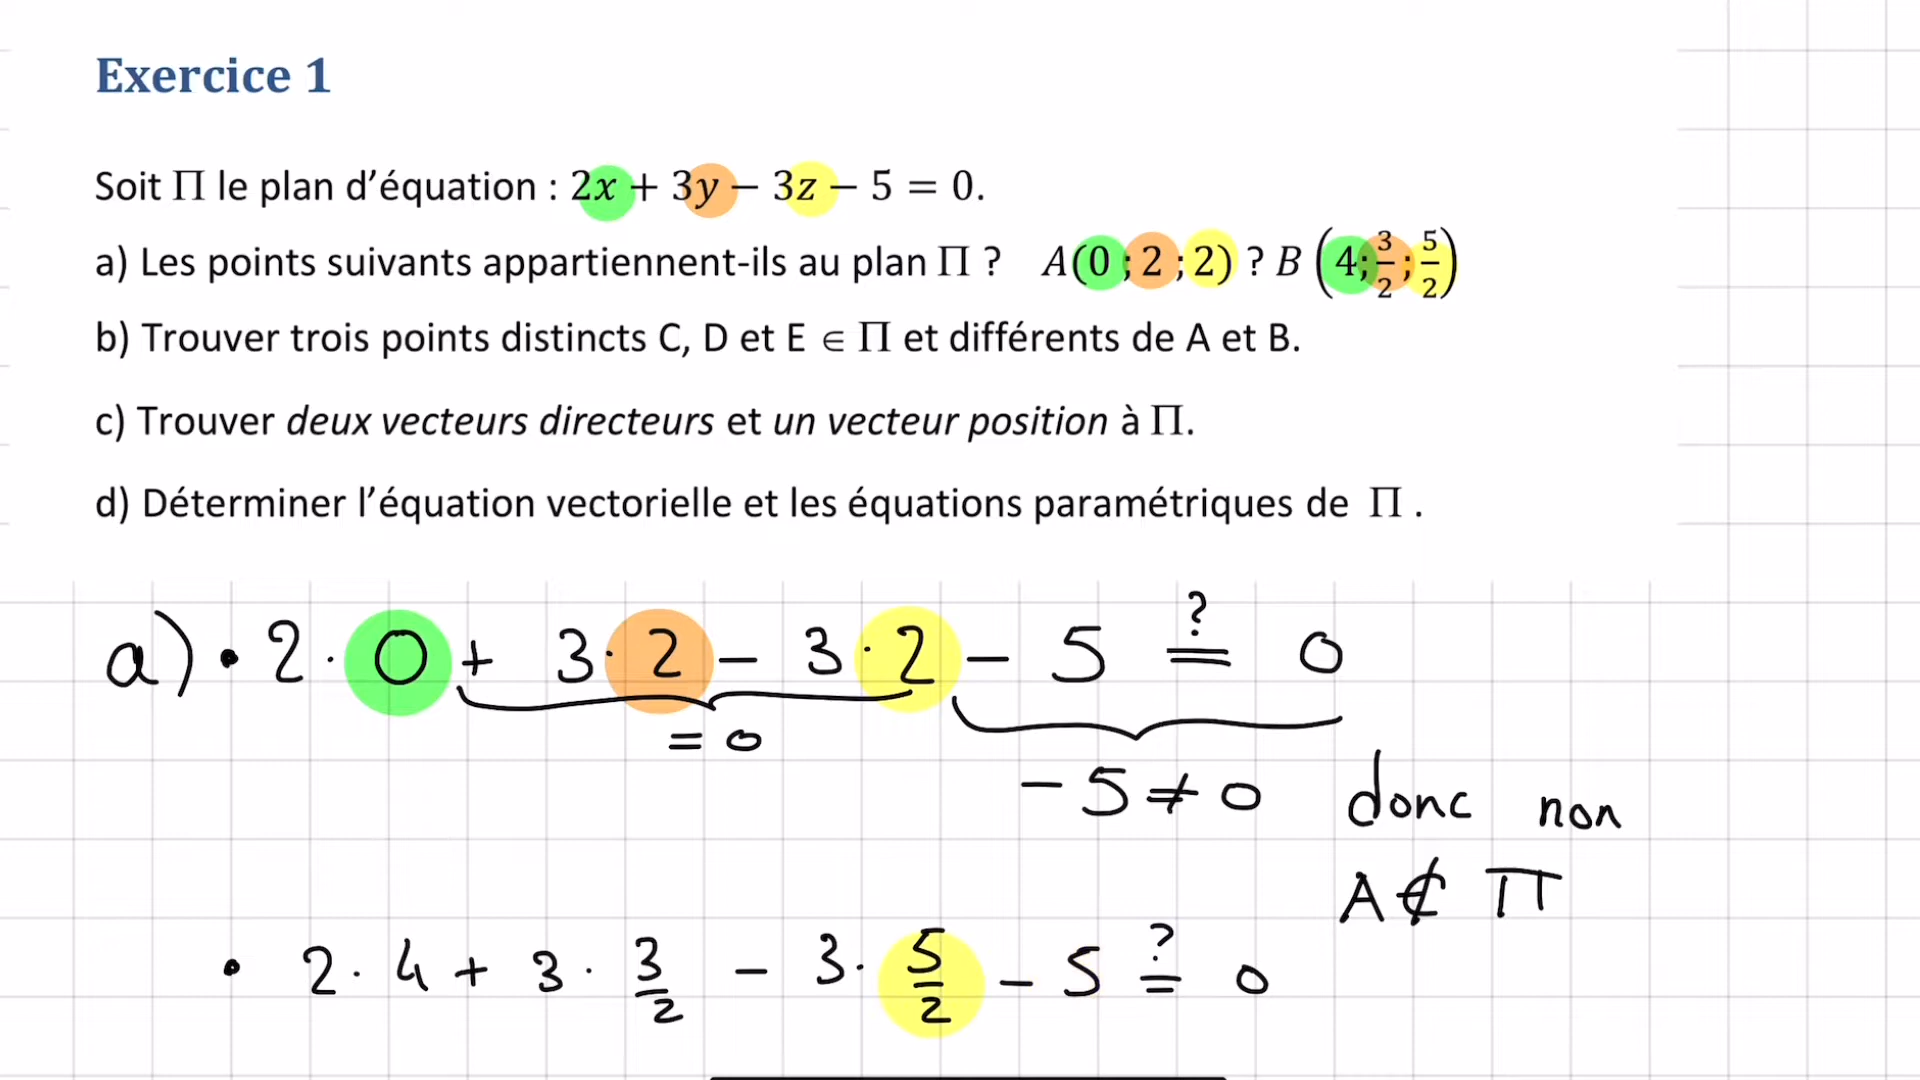 Exercice 1
Soit Π le plan d’équation : 2x + 3y − 3z − 5 = 0.
a) Les points suivants appartiennent-ils au plan Π ? A(0 ; 2 ; 2) ? B (4; 3/2 ; 5/2)
b) Trouver trois points distincts C, D et E ∈ Π et différents de A et B.
c) Trouver deux vecteurs directeurs et un vecteur position à Π.
d) Déterminer l’équation vectorielle et les équations paramétriques de Π .
a) • 2 · 0 + 3 · 2 − 3 · 2 − 5 ?= 0
= 0
−5 ≠ 0 donc non
A ∉ Π
• 2 · 4 + 3 · 3/2 − 3 · 5/2 − 5 ?= 0